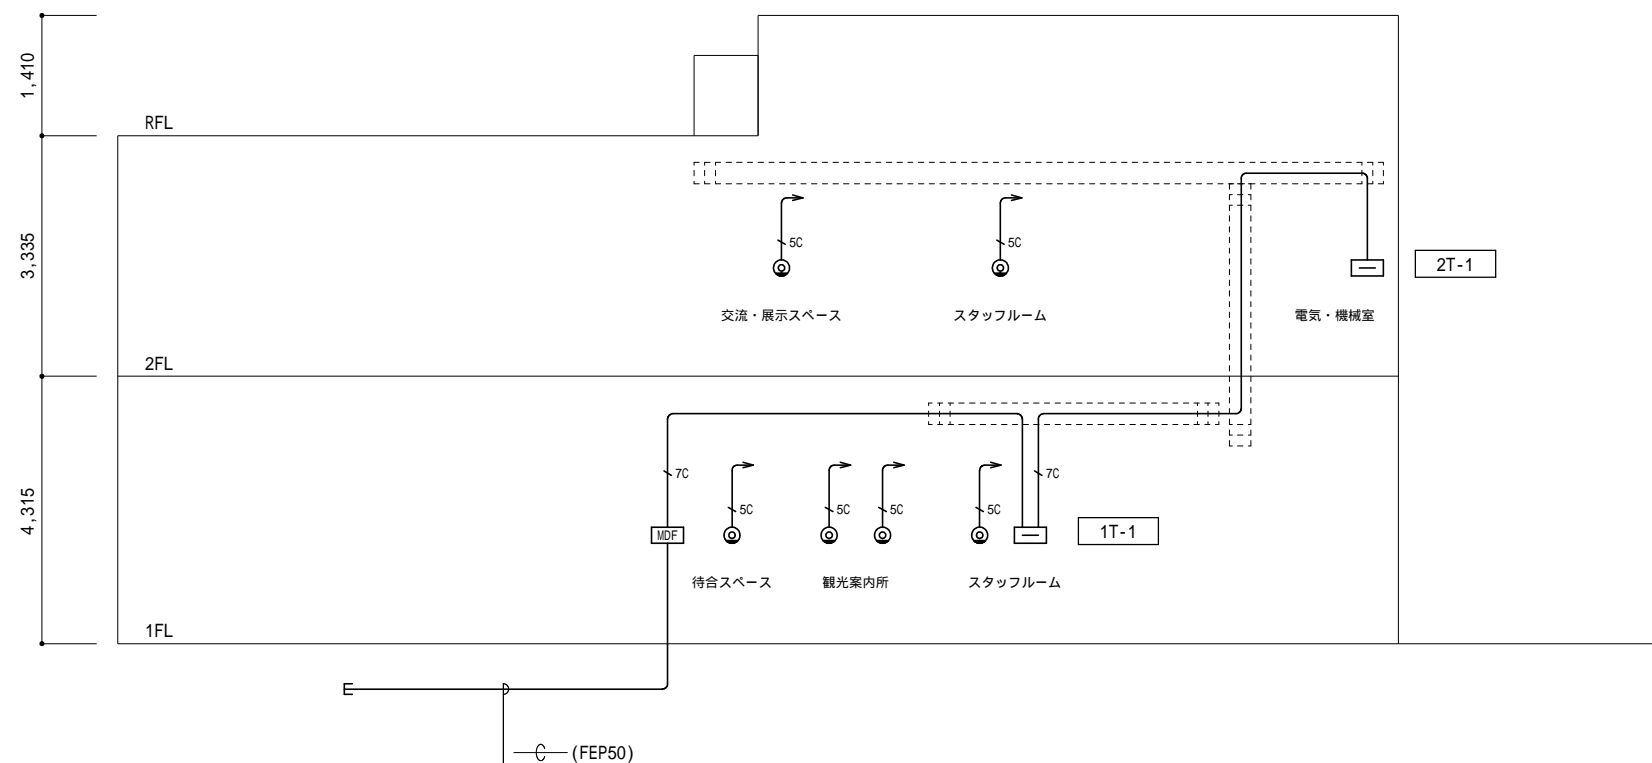 1,410
RFL
5C
5C
3,335
2T-1
交流・展示スペース
スタッフルーム
電気・機械室
2FL
7C
7C
5C
5C
5C
5C
4,315
MDF
1T-1
待合スペース
観光案内所
スタッフルーム
1FL
(FEP50)